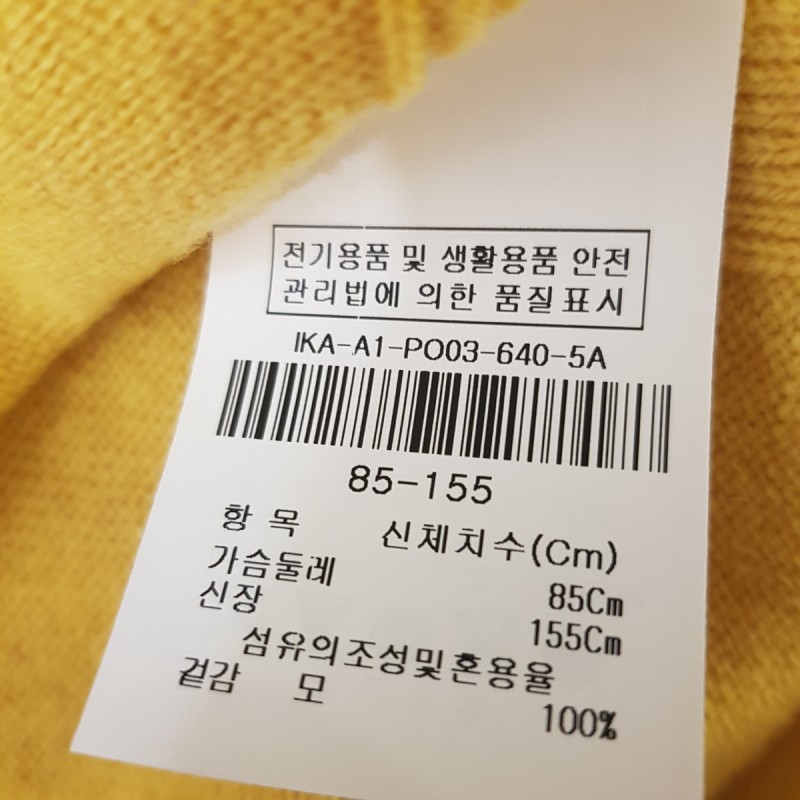 전기용품 및 생활용품 안전
관리법에 의한 품질표시
IKA-A1-PO03-640-5A
85-155
항 목 신체치수(Cm)
가슴둘레 85Cm
신장 155Cm
섬유의조성및혼용율
겉감 모 100%